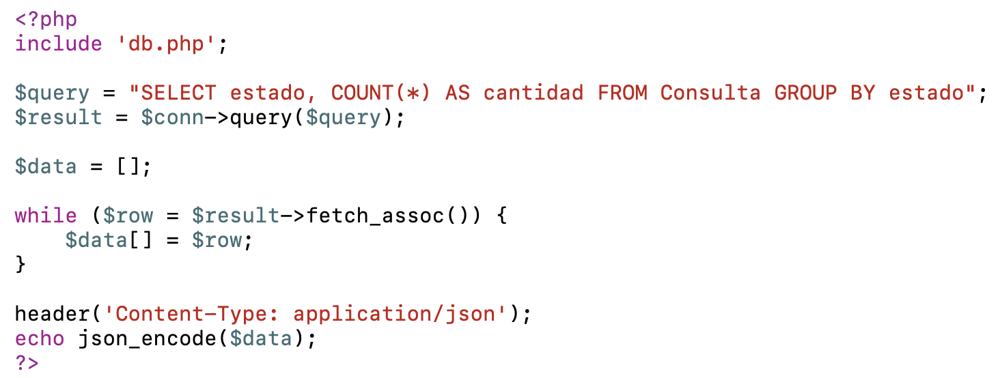 <?php
include 'db.php';

$query = "SELECT estado, COUNT(*) AS cantidad FROM Consulta GROUP BY estado";
$result = $conn->query($query);

$data = [];

while ($row = $result->fetch_assoc()) {
    $data[] = $row;
}

header('Content-Type: application/json');
echo json_encode($data);
?>